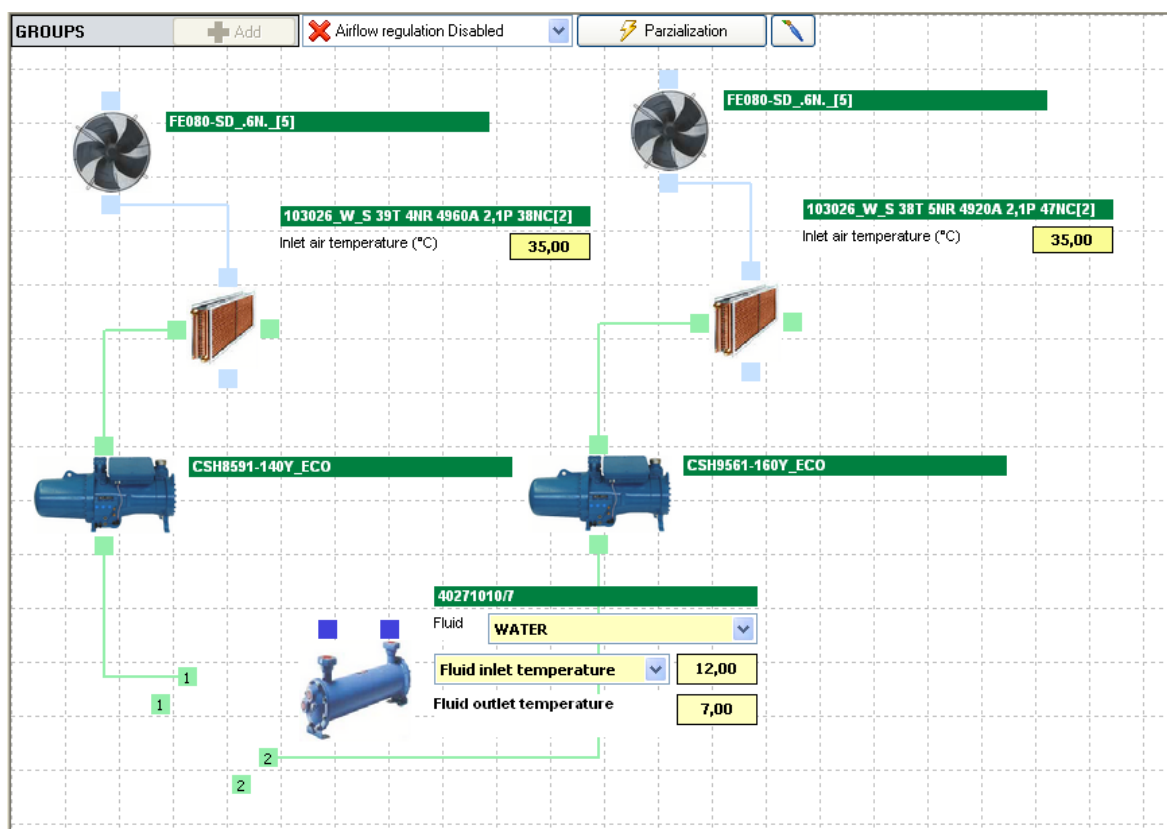 GROUPS
Add
Airflow regulation Disabled
Parzialization
FE080-SD_.6N._[5]
FE080-SD_.6N._[5]
103026_W_S 39T 4NR 4960A 2,1P 38NC[2]
Inlet air temperature (°C)
35,00
103026_W_S 38T 5NR 4920A 2,1P 47NC[2]
Inlet air temperature (°C)
35,00
CSH8591-140Y_ECO
CSH9561-160Y_ECO
40271010/7
Fluid
WATER
Fluid inlet temperature
12,00
Fluid outlet temperature
7,00
1
1
2
2